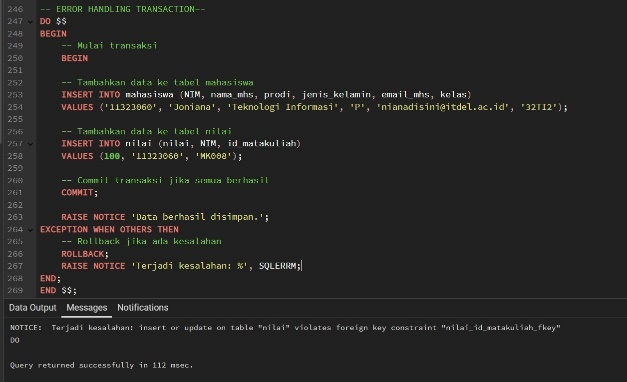 246 -- ERROR HANDLING TRANSACTION--
247 DO $$
248 BEGIN
249 -- Mulai transaksi
250 BEGIN
251
252 -- Tambahkan data ke tabel mahasiswa
253 INSERT INTO mahasiswa (NIM, nama_mhs, prodi, jenis_kelamin, email_mhs, kelas)
254 VALUES ('11323060', 'Joniana', 'Teknologi Informasi', 'P', 'nianadisini@itdel.ac.id', '32TI2');
255
256 -- Tambahkan data ke tabel nilai
257 INSERT INTO nilai (nilai, NIM, id_matakuliah)
258 VALUES (100, '11323060', 'MK008');
259
260 -- Commit transaksi jika semua berhasil
261 COMMIT;
262
263 RAISE NOTICE 'Data berhasil disimpan.';
264 EXCEPTION WHEN OTHERS THEN
265 -- Rollback jika ada kesalahan
266 ROLLBACK;
267 RAISE NOTICE 'Terjadi kesalahan: %', SQLERRM;
268 END;
269 END $$;
Data Output Messages Notifications
NOTICE: Terjadi kesalahan: insert or update on table "nilai" violates foreign key constraint "nilai_id_matakuliah_fkey"
DO
Query returned successfully in 112 msec.